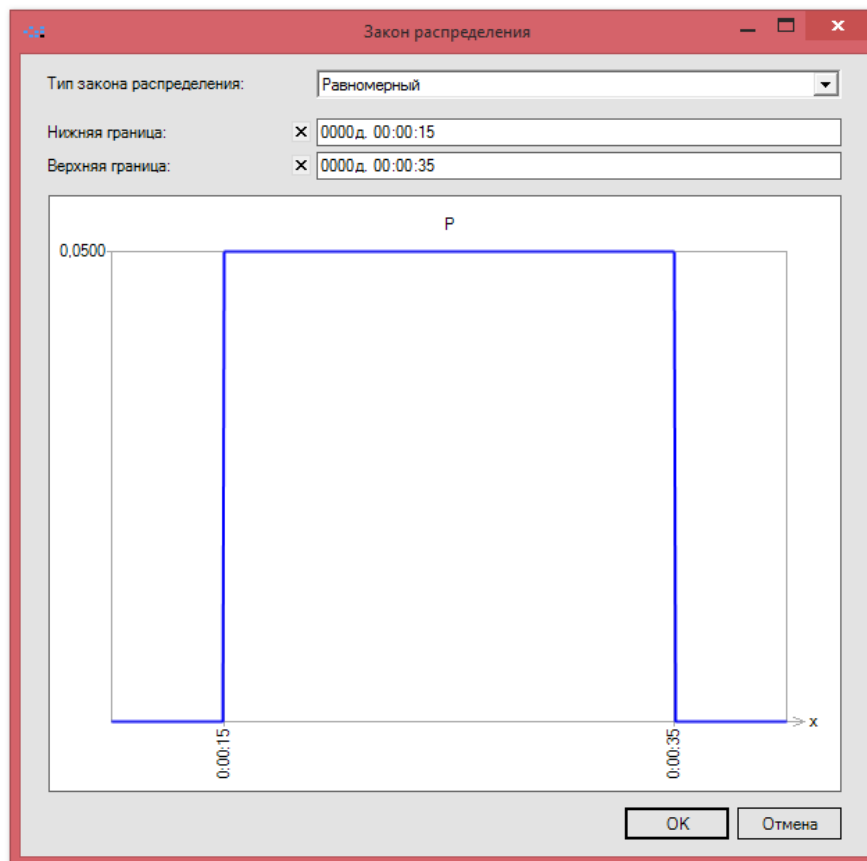 Закон распределения
Тип закона распределения: Равномерный
Нижняя граница: 0000д. 00:00:15
Верхняя граница: 0000д. 00:00:35
P
0,0500
x
0:00:15 0:00:35
OK Отмена